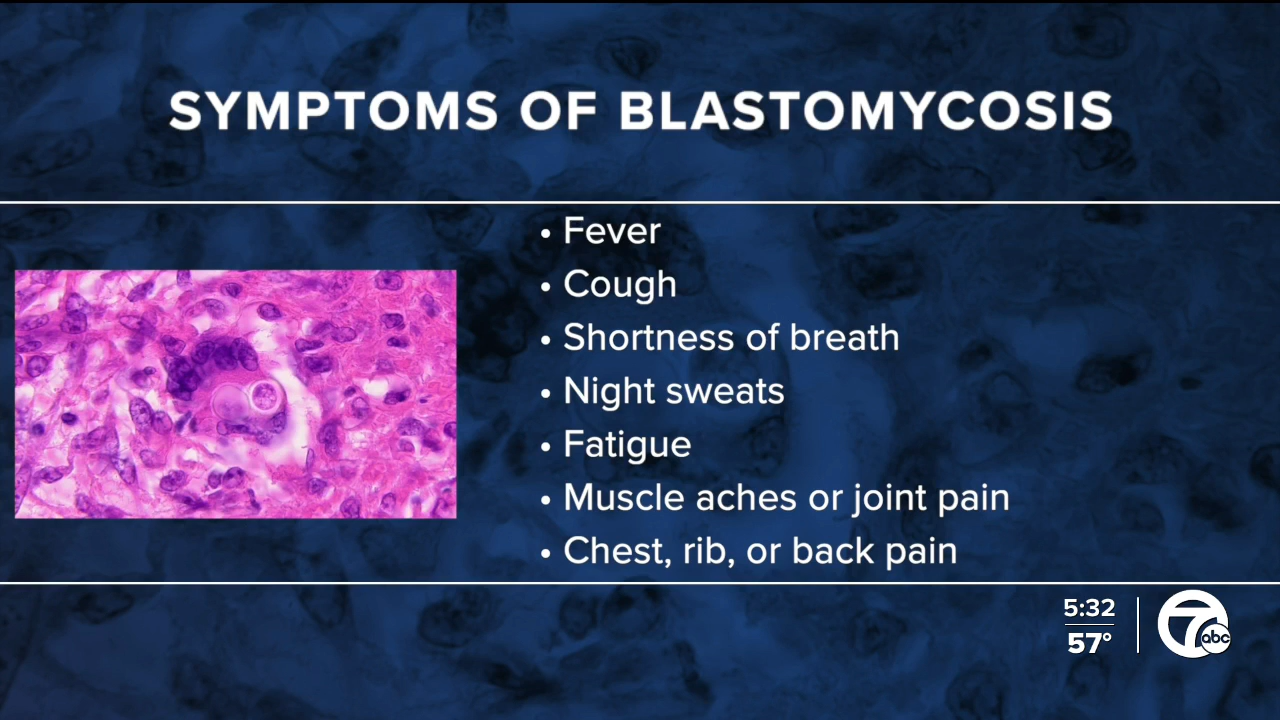 SYMPTOMS OF BLASTOMYCOSIS
• Fever
• Cough
• Shortness of breath
• Night sweats
• Fatigue
• Muscle aches or joint pain
• Chest, rib, or back pain
5:32
57°
7 abc